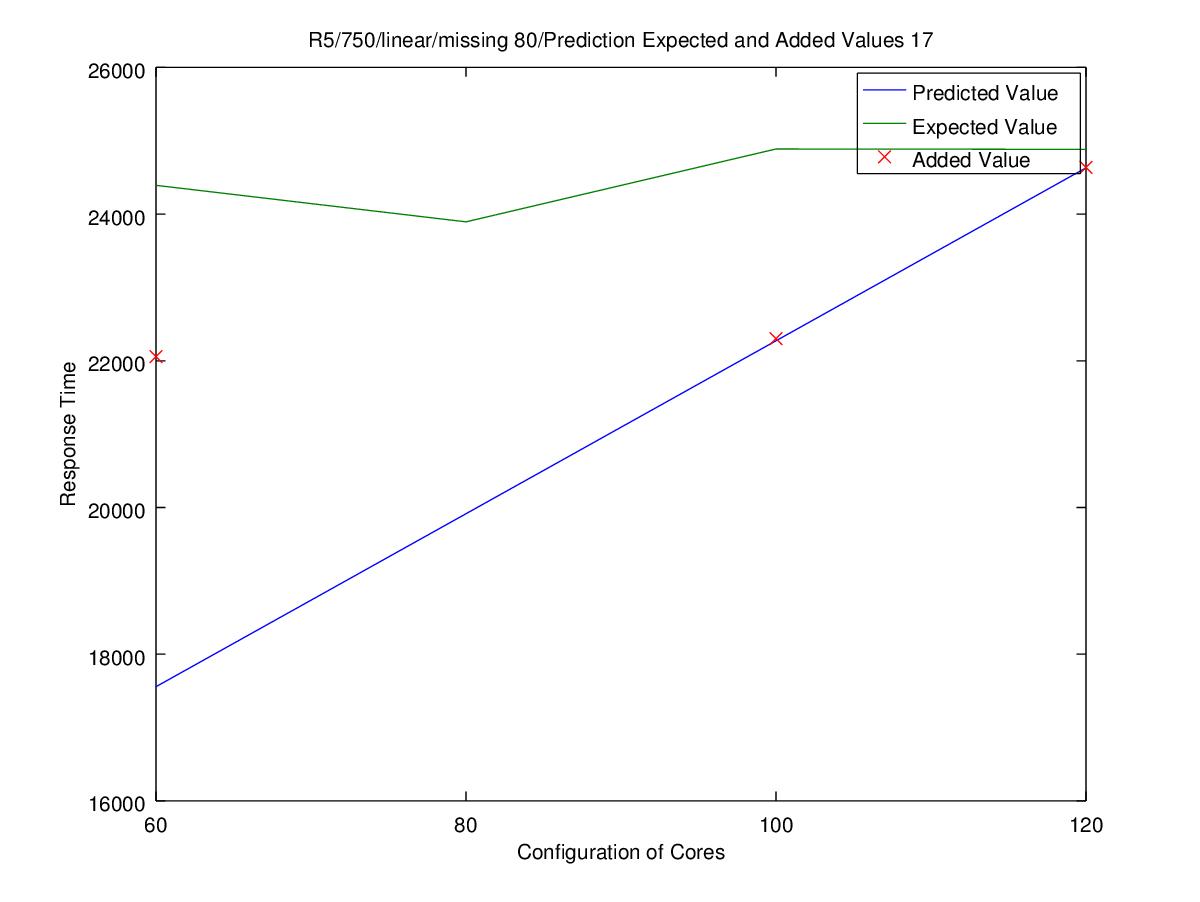 R5/750/linear/missing 80/Prediction Expected and Added Values 17
26000
24000
22000
20000
18000
16000
Response Time
Predicted Value
Expected Value
Added Value
60 80 100 120
Configuration of Cores